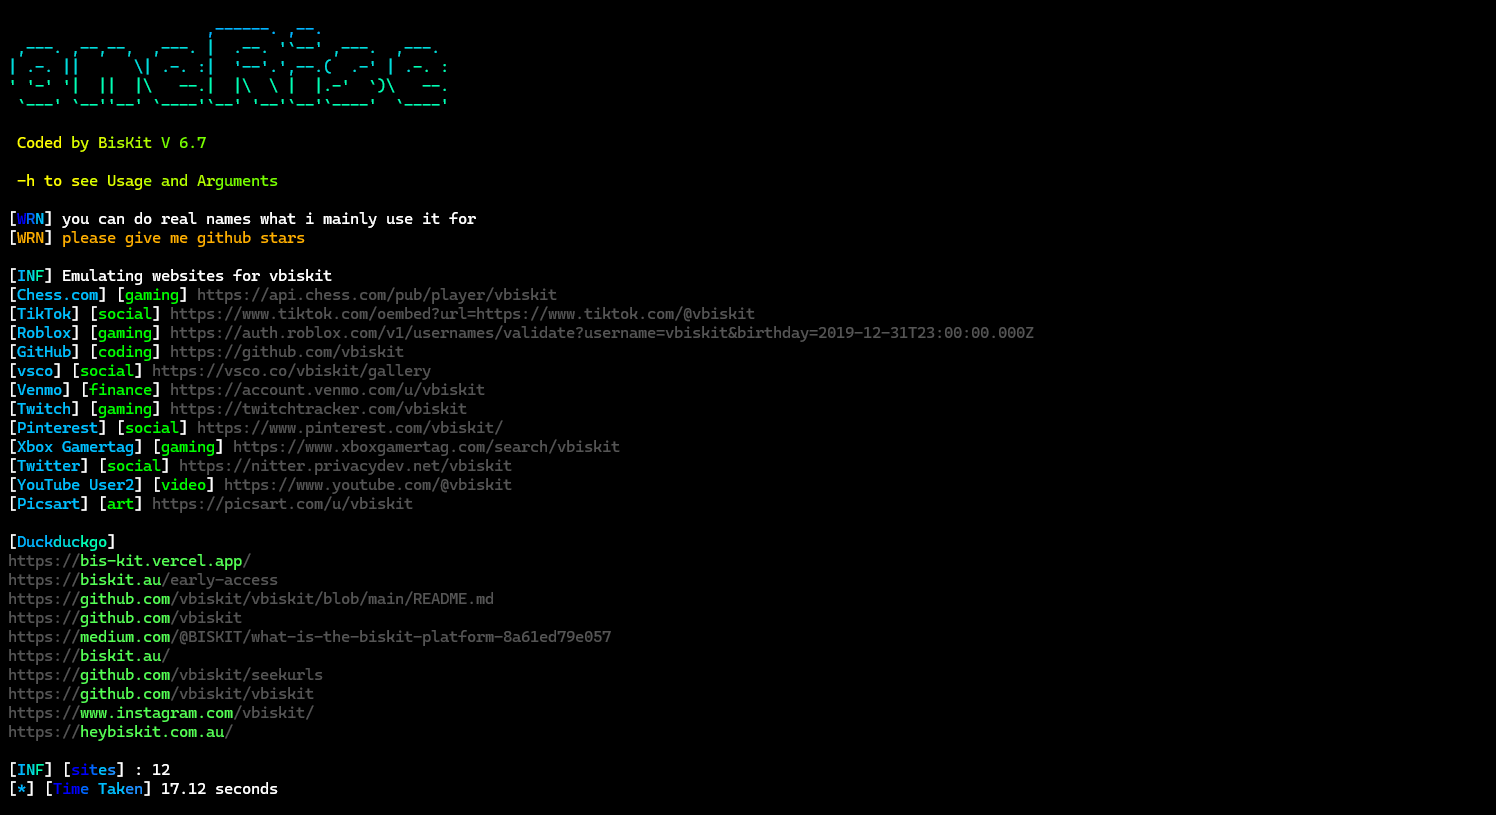 oneRise
Coded by BisKit V 6.7
-h to see Usage and Arguments
[WRN] you can do real names what i mainly use it for
[WRN] please give me github stars
[INF] Emulating websites for vbiskit
[Chess.com] [gaming] https://api.chess.com/pub/player/vbiskit
[TikTok] [social] https://www.tiktok.com/oembed?url=https://www.tiktok.com/@vbiskit
[Roblox] [gaming] https://auth.roblox.com/v1/usernames/validate?username=vbiskit&birthday=2019-12-31T23:00:00.000Z
[GitHub] [coding] https://github.com/vbiskit
[vsco] [social] https://vsco.co/vbiskit/gallery
[Venmo] [finance] https://account.venmo.com/u/vbiskit
[Twitch] [gaming] https://twitchtracker.com/vbiskit
[Pinterest] [social] https://www.pinterest.com/vbiskit/
[Xbox Gamertag] [gaming] https://www.xboxgamertag.com/search/vbiskit
[Twitter] [social] https://nitter.privacydev.net/vbiskit
[YouTube User2] [video] https://www.youtube.com/@vbiskit
[Picsart] [art] https://picsart.com/u/vbiskit
[Duckduckgo]
https://bis-kit.vercel.app/
https://biskit.au/early-access
https://github.com/vbiskit/vbiskit/blob/main/README.md
https://github.com/vbiskit
https://medium.com/@BISKIT/what-is-the-biskit-platform-8a61ed79e057
https://biskit.au/
https://github.com/vbiskit/seekurls
https://github.com/vbiskit/vbiskit
https://www.instagram.com/vbiskit/
https://heybiskit.com.au/
[INF] [sites] : 12
[*] [Time Taken] 17.12 seconds